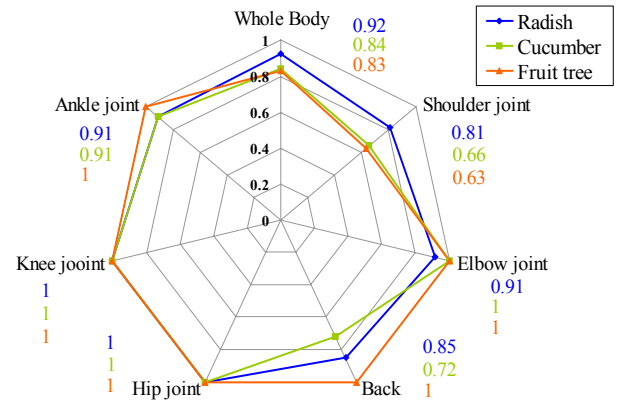 Whole Body
0.92
0.84
0.83
Radish
Cucumber
Fruit tree
1
0.8
0.6
0.4
0.2
0
Ankle joint
0.91
0.91
1
Shoulder joint
0.81
0.66
0.63
Knee jooint
1
1
1
Elbow joint
0.91
1
1
1
1
1
Hip joint
0.85
0.72
1
Back